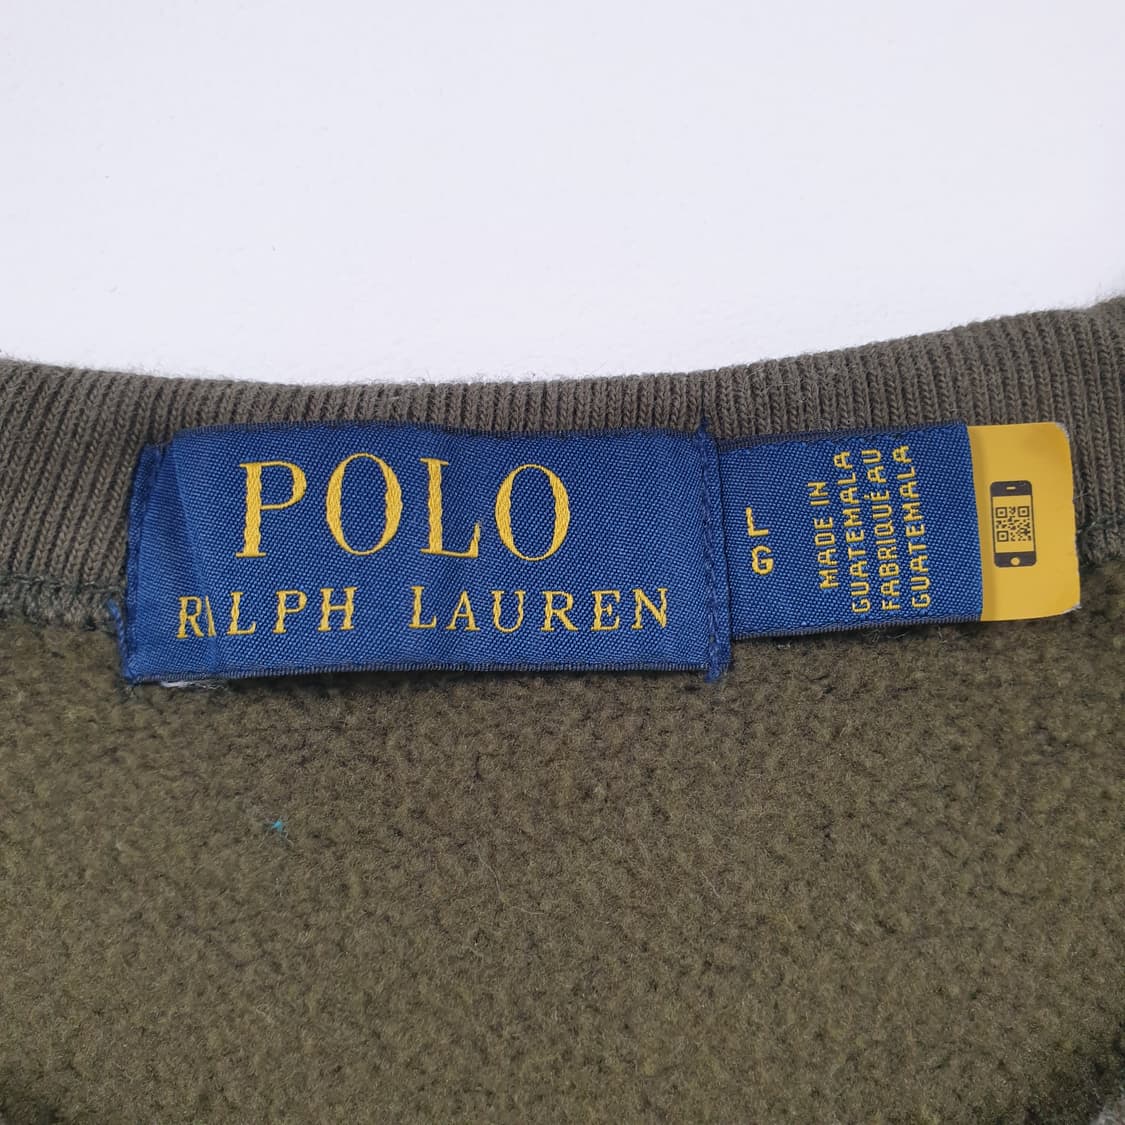 POLO
RALPH LAUREN
L
G
MADE IN
GUATEMALA
FABRIQUÉ AU
GUATEMALA